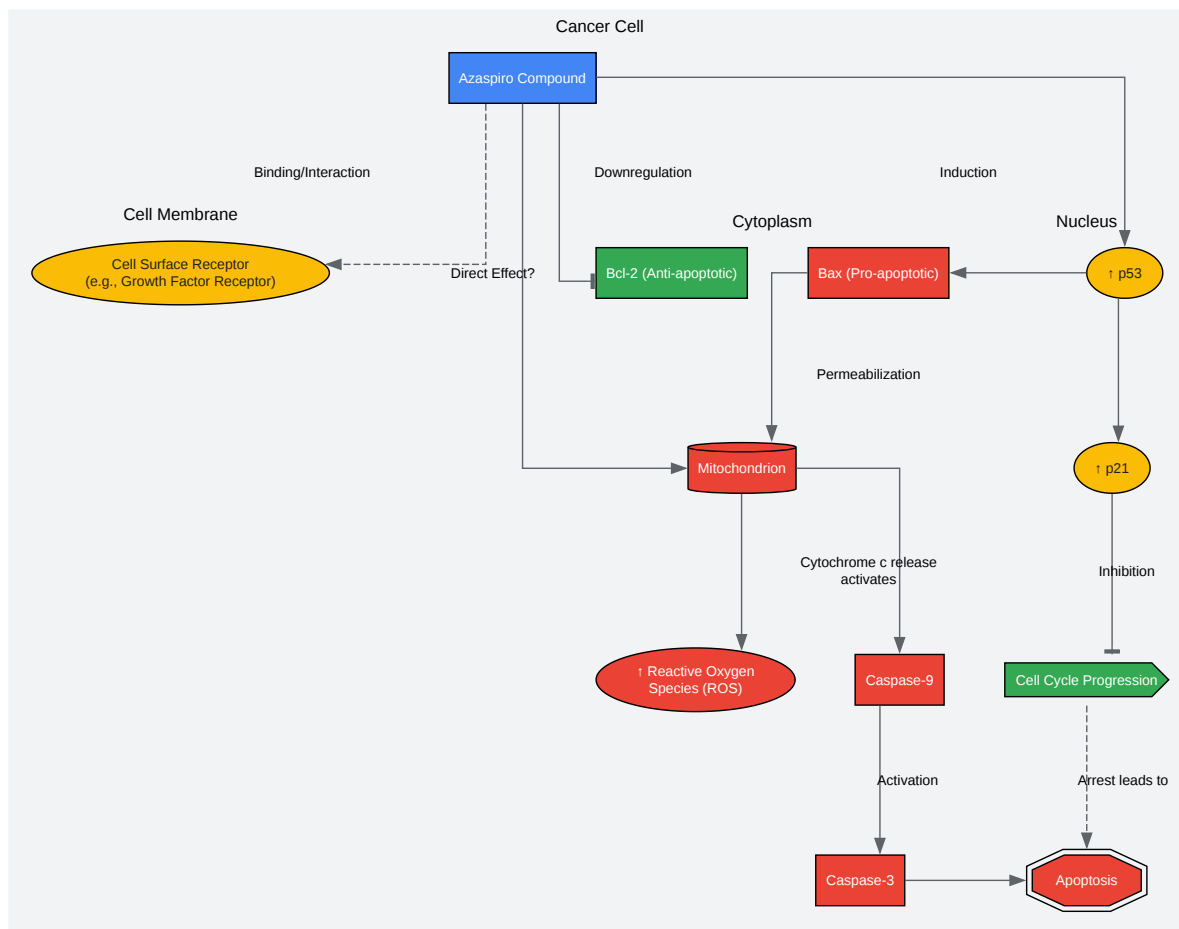 Cancer Cell
Azaspiro Compound
Binding/Interaction
Downregulation
Induction
Cell Membrane
Cytoplasm
Nucleus
Cell Surface Receptor
(e.g., Growth Factor Receptor)
Direct Effect?
Bcl-2 (Anti-apoptotic)
Bax (Pro-apoptotic)
↑ p53
Permeabilization
Mitochondrion
↑ p21
Cytochrome c release
activates
Inhibition
↑ Reactive Oxygen
Species (ROS)
Caspase-9
Cell Cycle Progression
Activation
Arrest leads to
Caspase-3
Apoptosis